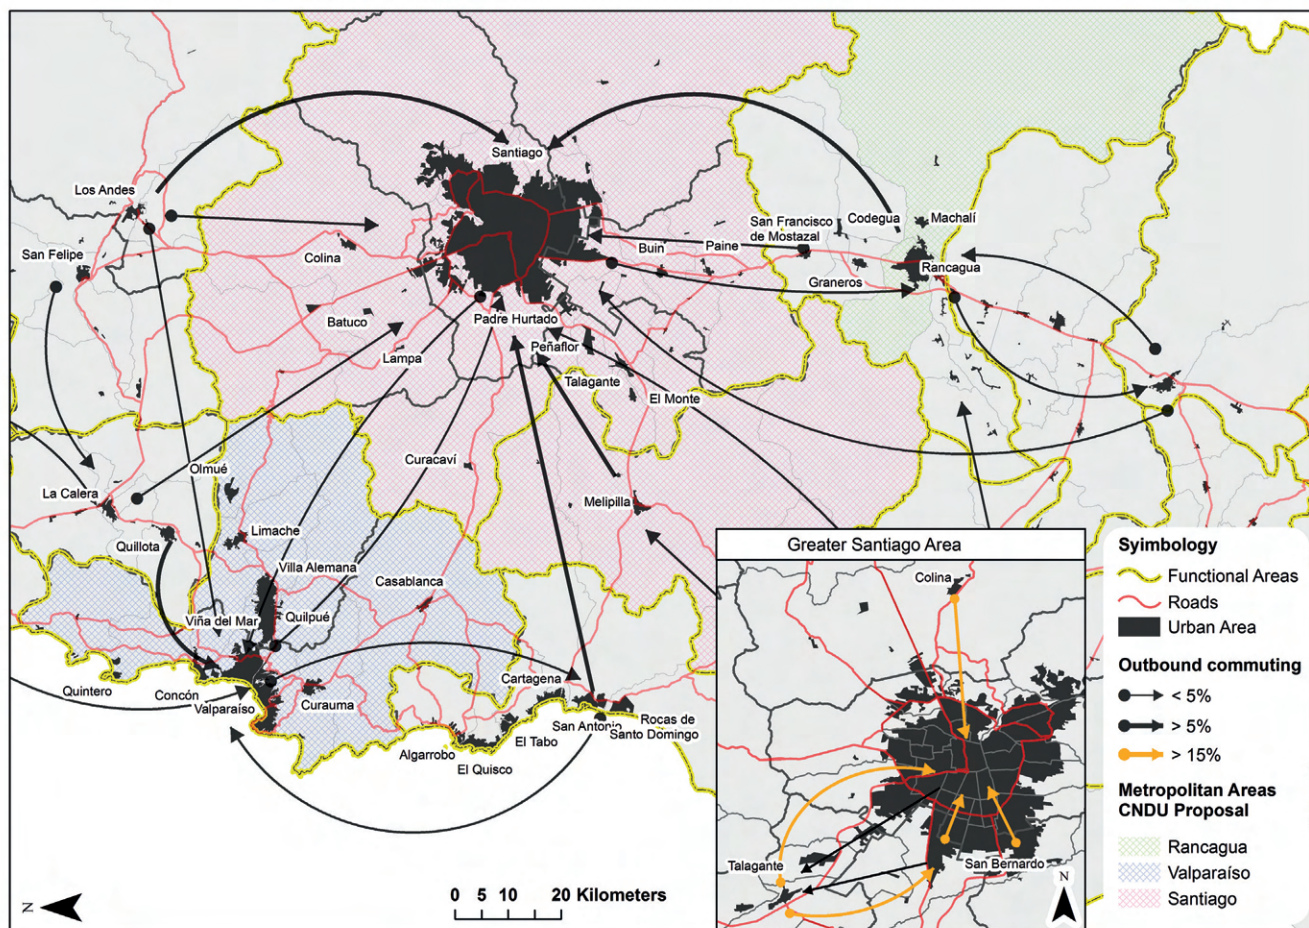 Santiago
Los Andes
San Francisco
de Mostazal
Codegua
Machalí
San Felipe
Colina
Buin
Paine
Rancagua
Graneros
Batuco
Padre Hurtado
Lampa
Peñaflor
Talagante
El Monte
Curacaví
Olmué
La Calera
Melipilla
Limache
Quillota
Villa Alemana
Casablanca
Viña del Mar
Quilpué
Quintero
Concón
Valparaíso
Curauma
Cartagena
San Antonio
Rocas de
Santo Domingo
El Tabo
Algarrobo
El Quisco
0 5 10 20 Kilometers
N
Greater Santiago Area
Colina
Talagante
San Bernardo
N
Syimbology
Functional Areas
Roads
Urban Area
Outbound commuting
< 5%
> 5%
> 15%
Metropolitan Areas
CNDU Proposal
Rancagua
Valparaíso
Santiago